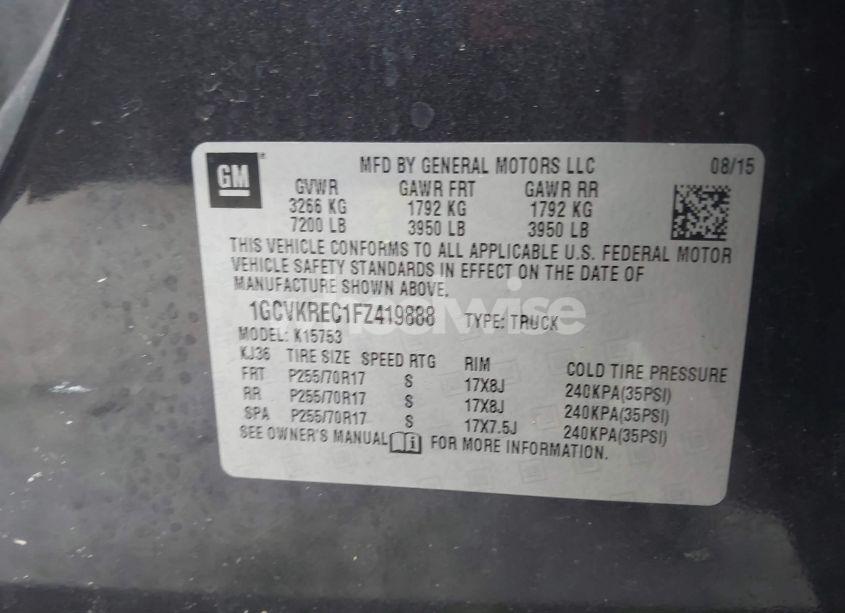 GM
MFD BY GENERAL MOTORS LLC 08/15
GVWR GAWR FRT GAWR RR
3266 KG 1792 KG 1792 KG
7200 LB 3950 LB 3950 LB
THIS VEHICLE CONFORMS TO ALL APPLICABLE U.S. FEDERAL MOTOR
VEHICLE SAFETY STANDARDS IN EFFECT ON THE DATE OF
MANUFACTURE SHOWN ABOVE.
1GCVKREC1FZ419888 TYPE: TRUCK
MODEL: K15753
KJ36 TIRE SIZE SPEED RTG RIM COLD TIRE PRESSURE
FRT P255/70R17 S 17X8J 240KPA(35PSI)
RR P255/70R17 S 17X8J 240KPA(35PSI)
SPA P255/70R17 S 17X7.5J 240KPA(35PSI)
SEE OWNER'S MANUAL FOR MORE INFORMATION.